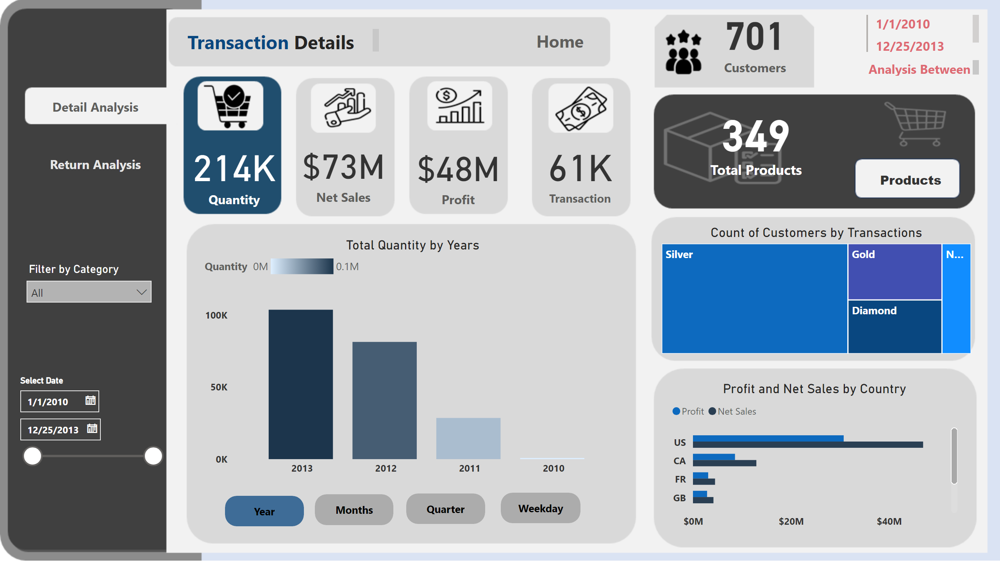 Transaction Details
Home
701
Customers
1/1/2010
12/25/2013
Analysis Between
Detail Analysis
Return Analysis
Filter by Category
All
Select Date
1/1/2010
12/25/2013
214K
Quantity
$73M
Net Sales
$48M
Profit
61K
Transaction
349
Total Products
Products
Total Quantity by Years
Quantity 0M 0.1M
100K
50K
0K
2013 2012 2011 2010
Year Months Quarter Weekday
Count of Customers by Transactions
Silver
Gold
N...
Diamond
Profit and Net Sales by Country
Profit Net Sales
US
CA
FR
GB
$0M $20M $40M